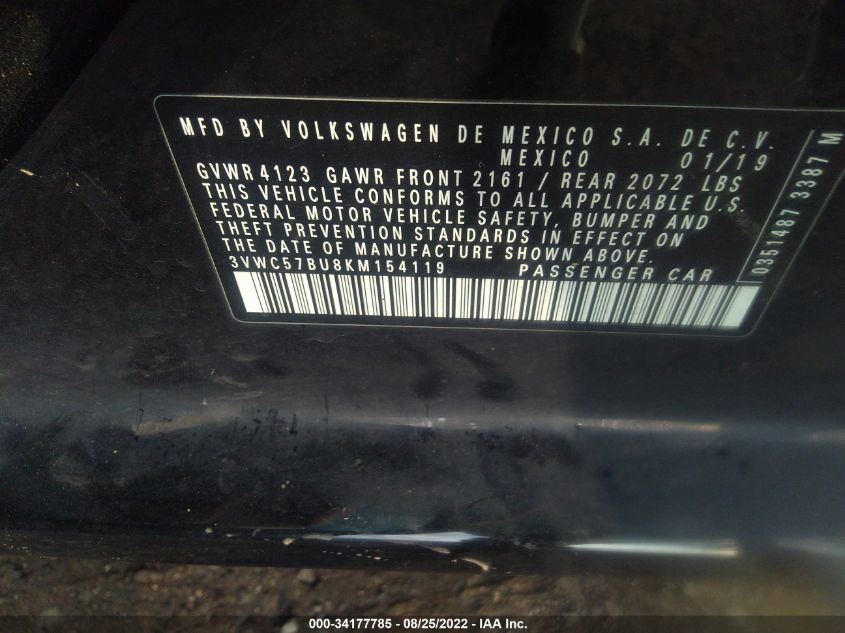 MFD BY VOLKSWAGEN DE MEXICO S.A. DE C.V.
MEXICO 01/19
GVWR 4123 GAWR FRONT 2161 / REAR 2072 LBS
THIS VEHICLE CONFORMS TO ALL APPLICABLE U.S.
FEDERAL MOTOR VEHICLE SAFETY, BUMPER AND
THEFT PREVENTION STANDARDS IN EFFECT ON
THE DATE OF MANUFACTURE SHOWN ABOVE.
3VWC57BU8KM154119 PASSENGER CAR
0351487 3387 M
000-34177785 - 08/25/2022 - IAA Inc.